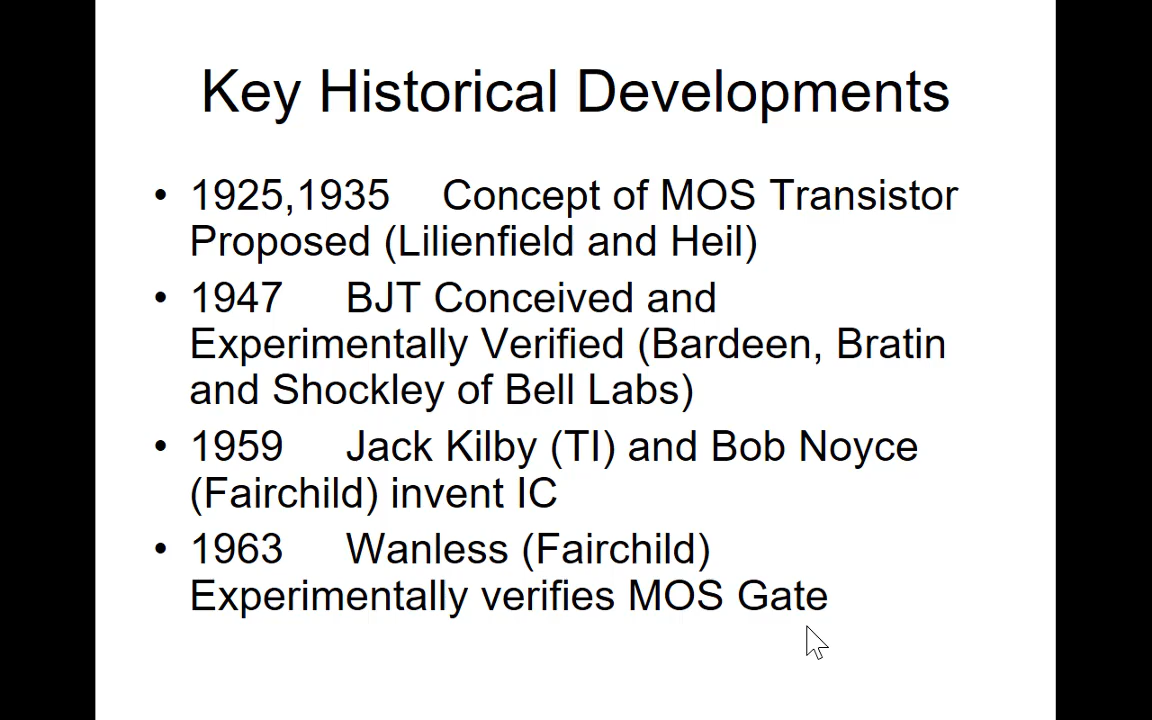 Key Historical Developments
• 1925,1935 Concept of MOS Transistor
Proposed (Lilienfield and Heil)
• 1947 BJT Conceived and
Experimentally Verified (Bardeen, Bratin
and Shockley of Bell Labs)
• 1959 Jack Kilby (TI) and Bob Noyce
(Fairchild) invent IC
• 1963 Wanless (Fairchild)
Experimentally verifies MOS Gate